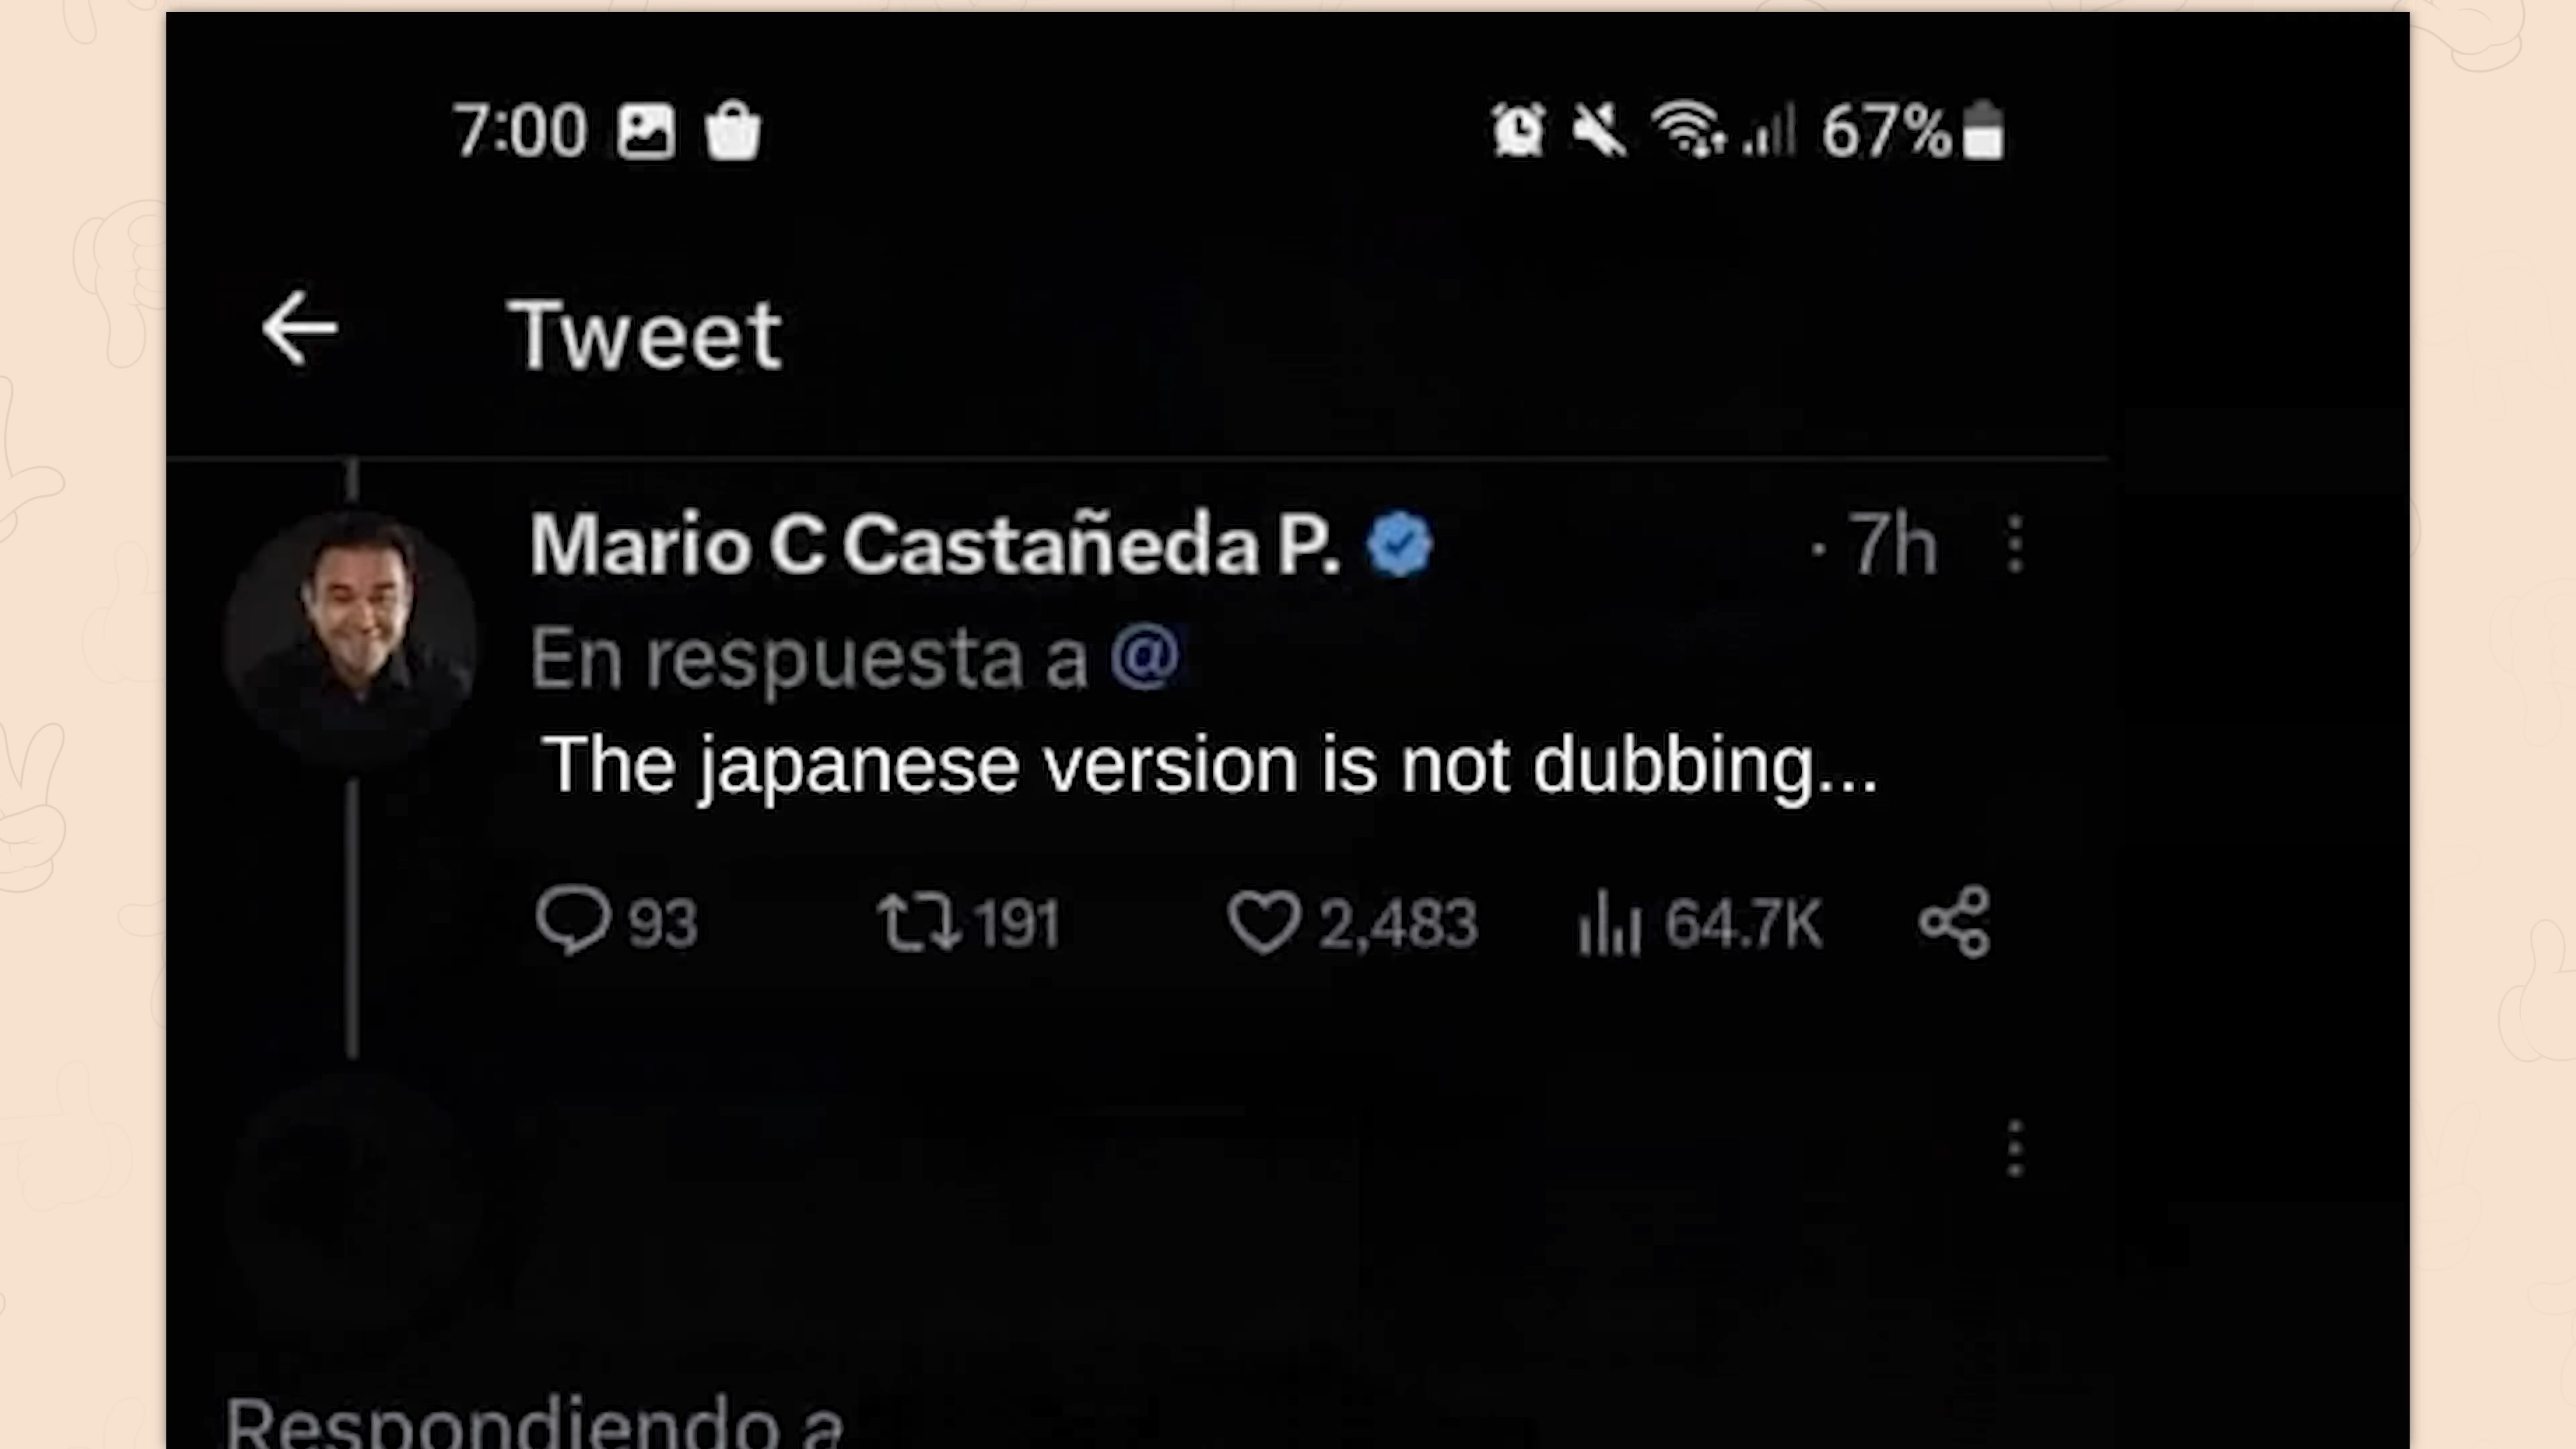 7:00 67%
Tweet
Mario C Castañeda P. · 7h
En respuesta a @
The japanese version is not dubbing...
93 191 2,483 64.7K
Respondiendo a